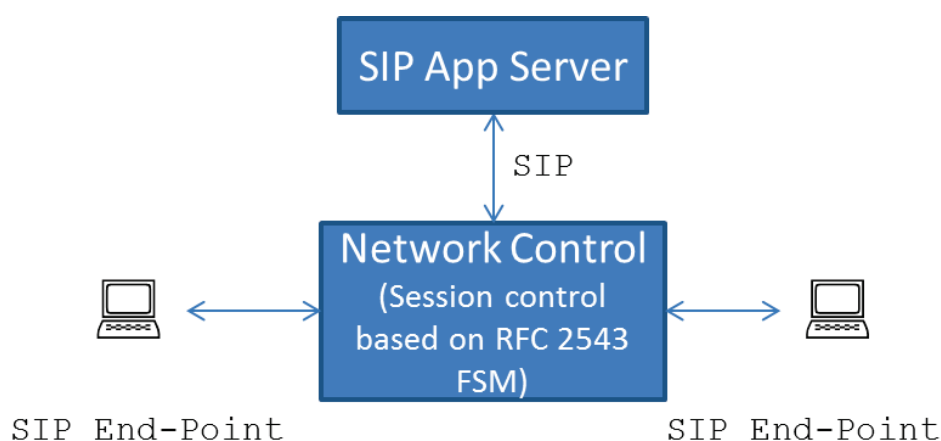 SIP App Server
SIP
Network Control
(Session control
based on RFC 2543
FSM)
SIP End-Point
SIP End-Point